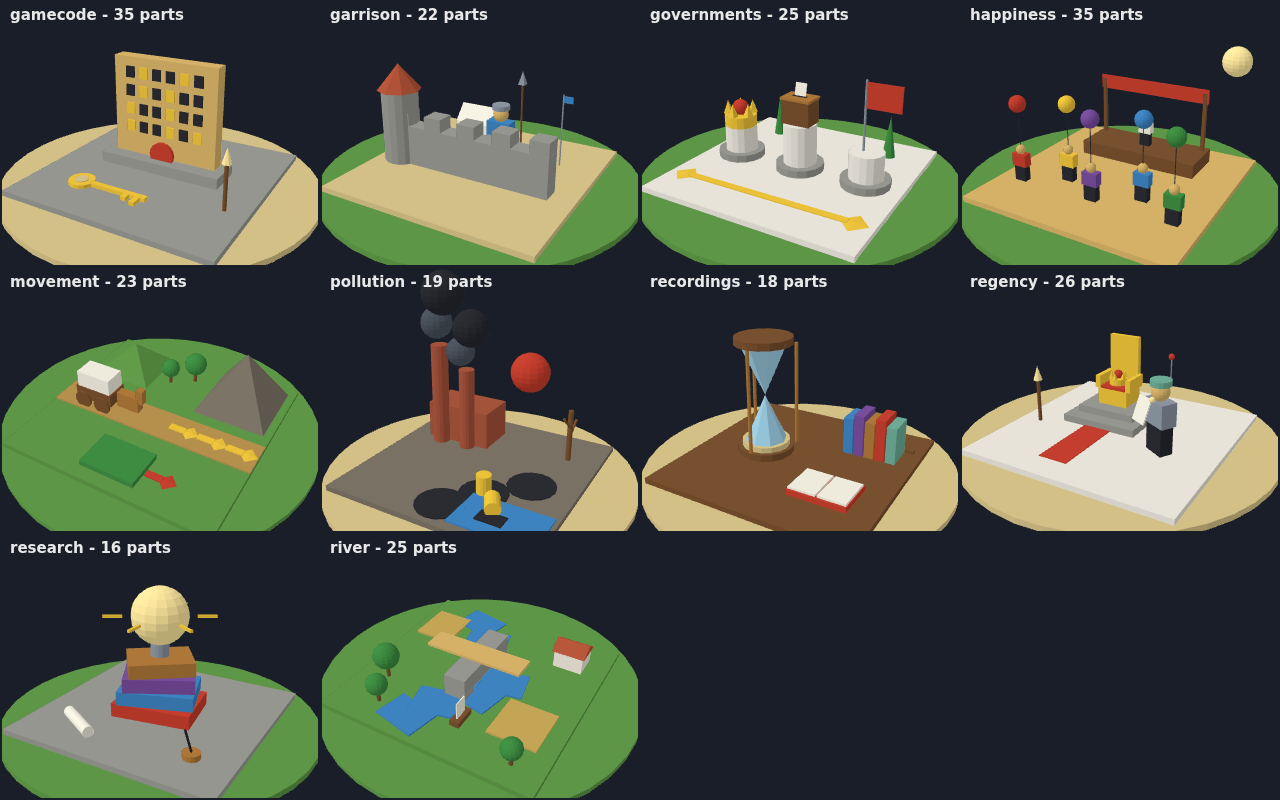 gamecode - 35 parts
garrison - 22 parts
governments - 25 parts
happiness - 35 parts
movement - 23 parts
pollution - 19 parts
recordings - 18 parts
regency - 26 parts
research - 16 parts
river - 25 parts